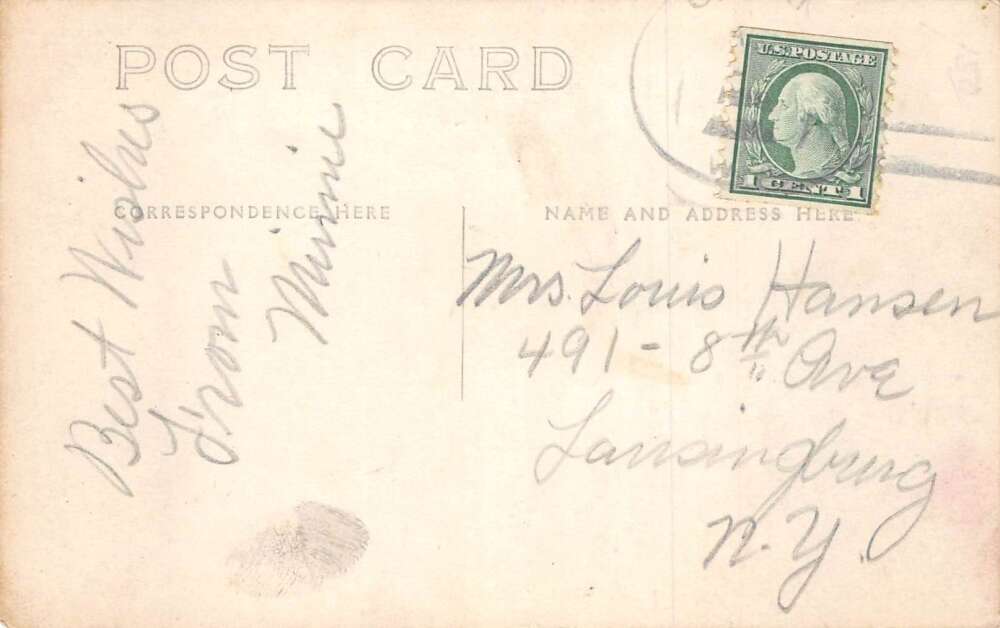 POST CARD
U.S. POSTAGE
1 CENT 1
CORRESPONDENCE HERE
NAME AND ADDRESS HERE
Best Wishes
From
Minnie
Mrs. Louis Hansen
491 - 8th Ave
Lansingburg
N.Y.